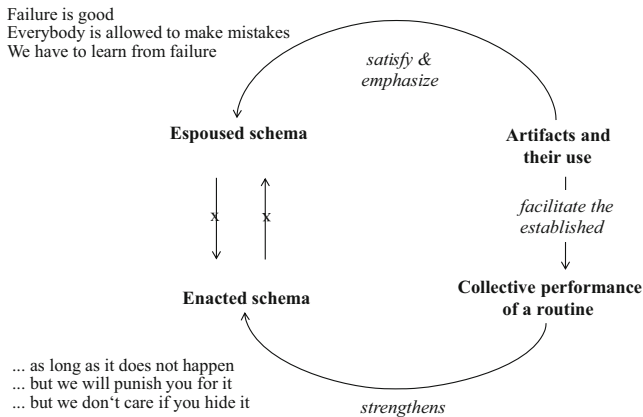 Failure is good
Everybody is allowed to make mistakes
We have to learn from failure
satisfy &
emphasize
Espoused schema
Artifacts and
their use
x
x
facilitate the
established
Enacted schema
Collective performance
of a routine
... as long as it does not happen
... but we will punish you for it
... but we don‘t care if you hide it
strengthens